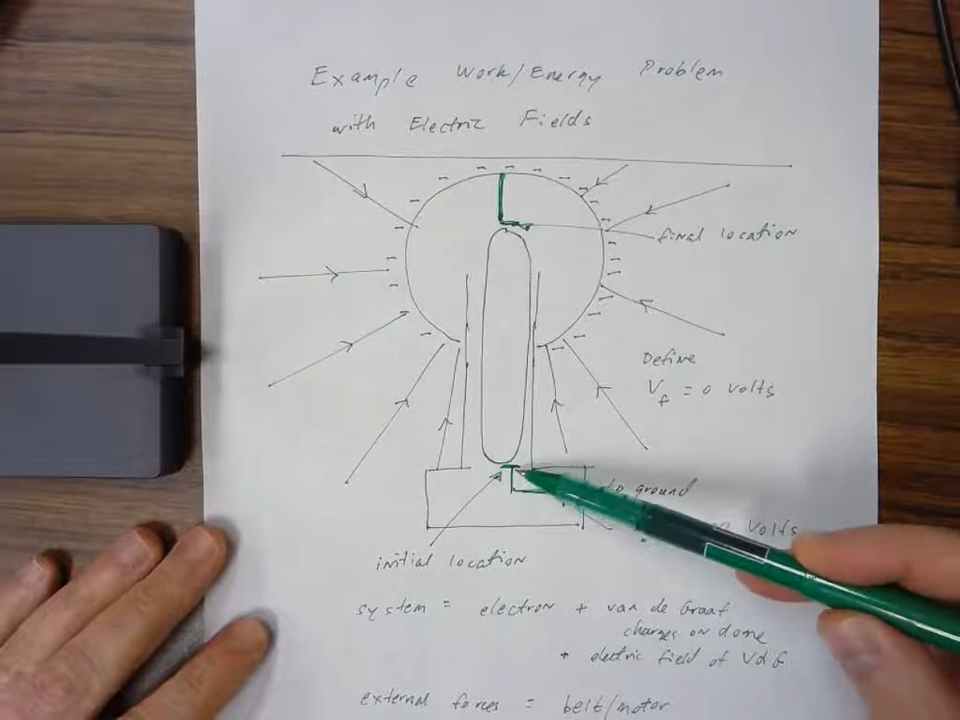 Example Work/Energy Problem
with Electric Fields
final location
Define
V_f = 0 volts
to ground
Volts
initial location
system = electron + van de Graaf
charges on dome
+ electric field of VdG
external forces = belt/motor